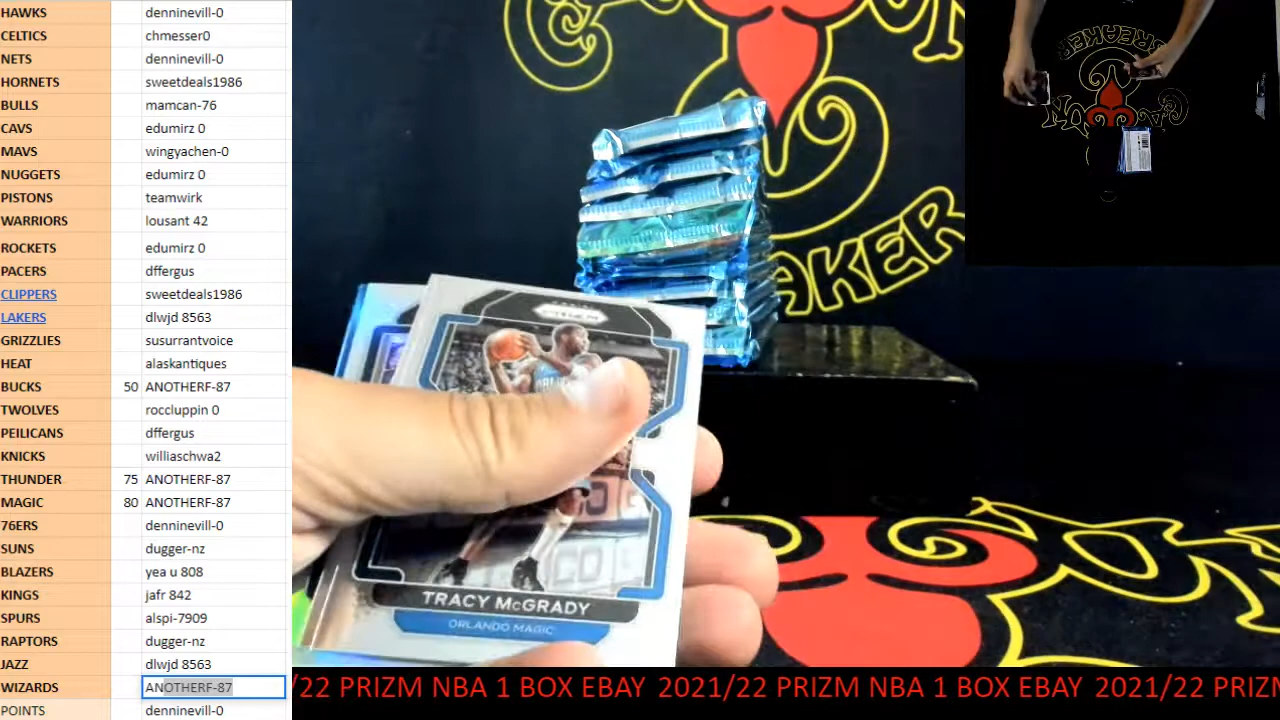 HAWKS denninevill-0
CELTICS chmesser0
NETS denninevill-0
HORNETS sweetdeals1986
BULLS mamcan-76
CAVS edumirz 0
MAVS wingyachen-0
NUGGETS edumirz 0
PISTONS teamwirk
WARRIORS lousant 42
ROCKETS edumirz 0
PACERS dffergus
CLIPPERS sweetdeals1986
LAKERS dlwjd 8563
GRIZZLIES susurrantvoice
HEAT alaskantiques
BUCKS 50 ANOTHERF-87
TWOLVES roccluppin 0
PEILICANS dffergus
KNICKS williaschwa2
THUNDER 75 ANOTHERF-87
MAGIC 80 ANOTHERF-87
76ERS denninevill-0
SUNS dugger-nz
BLAZERS yea u 808
KINGS jafr 842
SPURS alspi-7909
RAPTORS dugger-nz
JAZZ dlwjd 8563
WIZARDS ANOTHERF-87
POINTS denninevill-0
BREAKER
AKER
PRIZM
TRACY McGRADY
ORLANDO MAGIC
/22 PRIZM NBA 1 BOX EBAY 2021/22 PRIZM NBA 1 BOX EBAY 2021/22 PRIZ